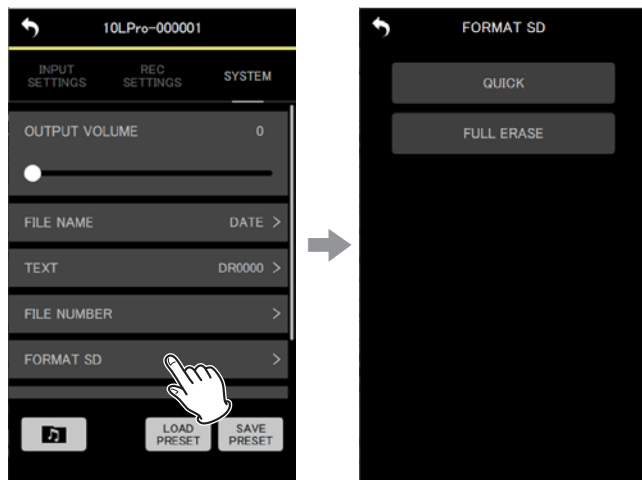 10LPro-000001
INPUT SETTINGS
REC SETTINGS
SYSTEM
OUTPUT VOLUME 0
FILE NAME DATE >
TEXT DR0000 >
FILE NUMBER >
FORMAT SD >
LOAD PRESET
SAVE PRESET
FORMAT SD
QUICK
FULL ERASE